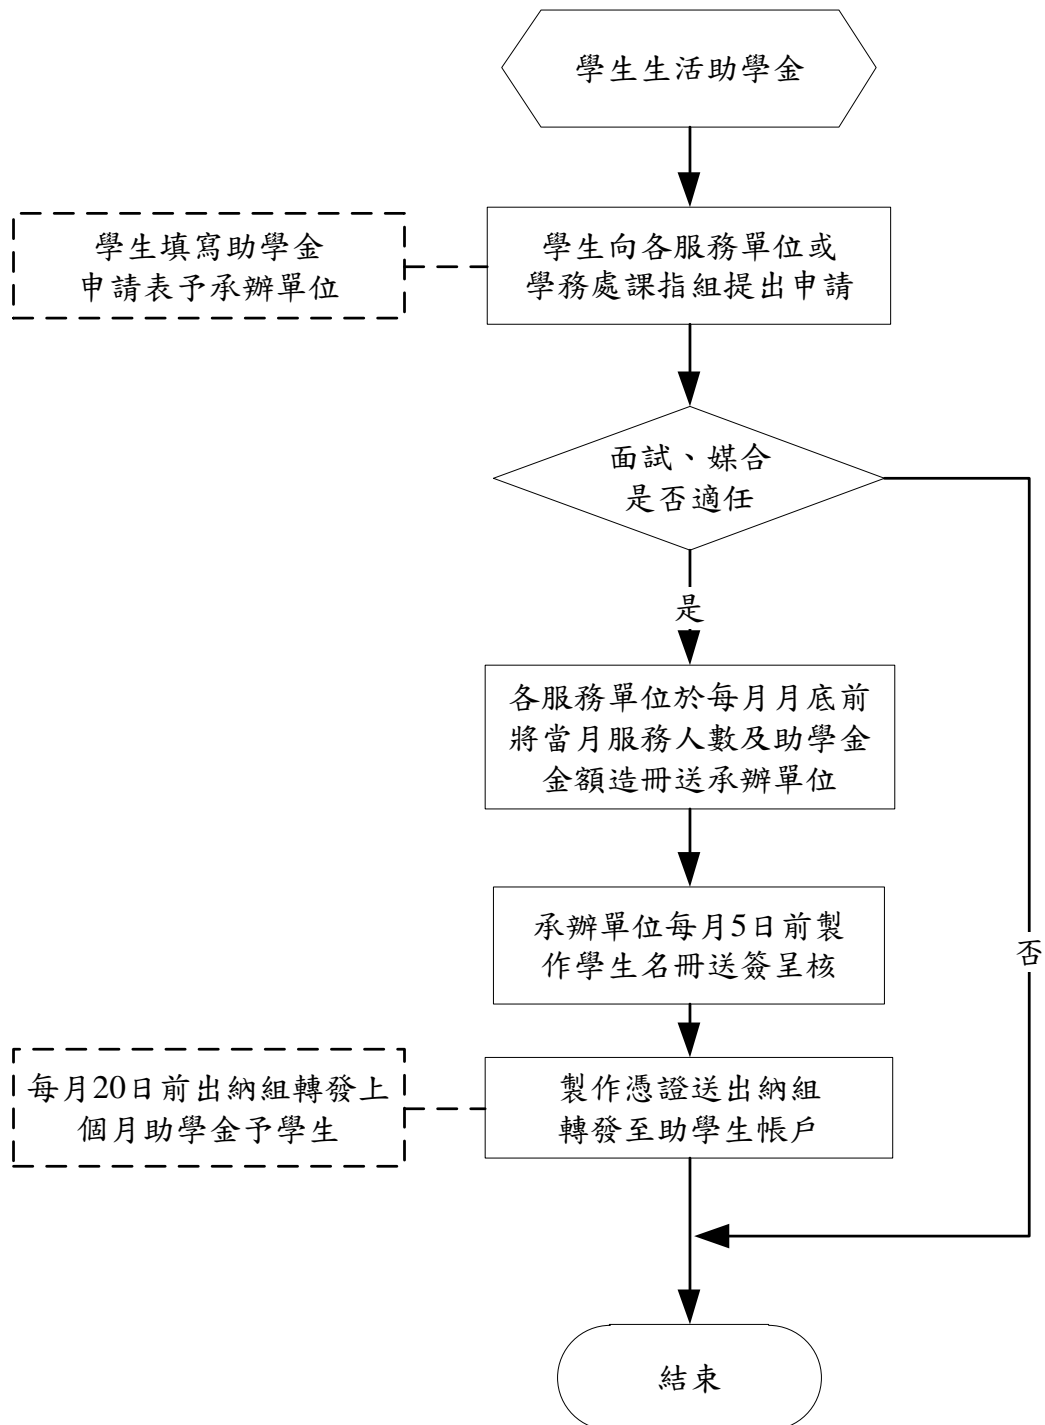 學生生活助學金
學生填寫助學金
申請表予承辦單位
學生向各服務單位或
學務處課指組提出申請
面試、媒合
是否適任
是
各服務單位於每月月底前
將當月服務人數及助學金
金額造冊送承辦單位
承辦單位每月5日前製
作學生名冊送簽呈核
否
每月20日前出納組轉發上
個月助學金予學生
製作憑證送出納組
轉發至助學生帳戶
結束